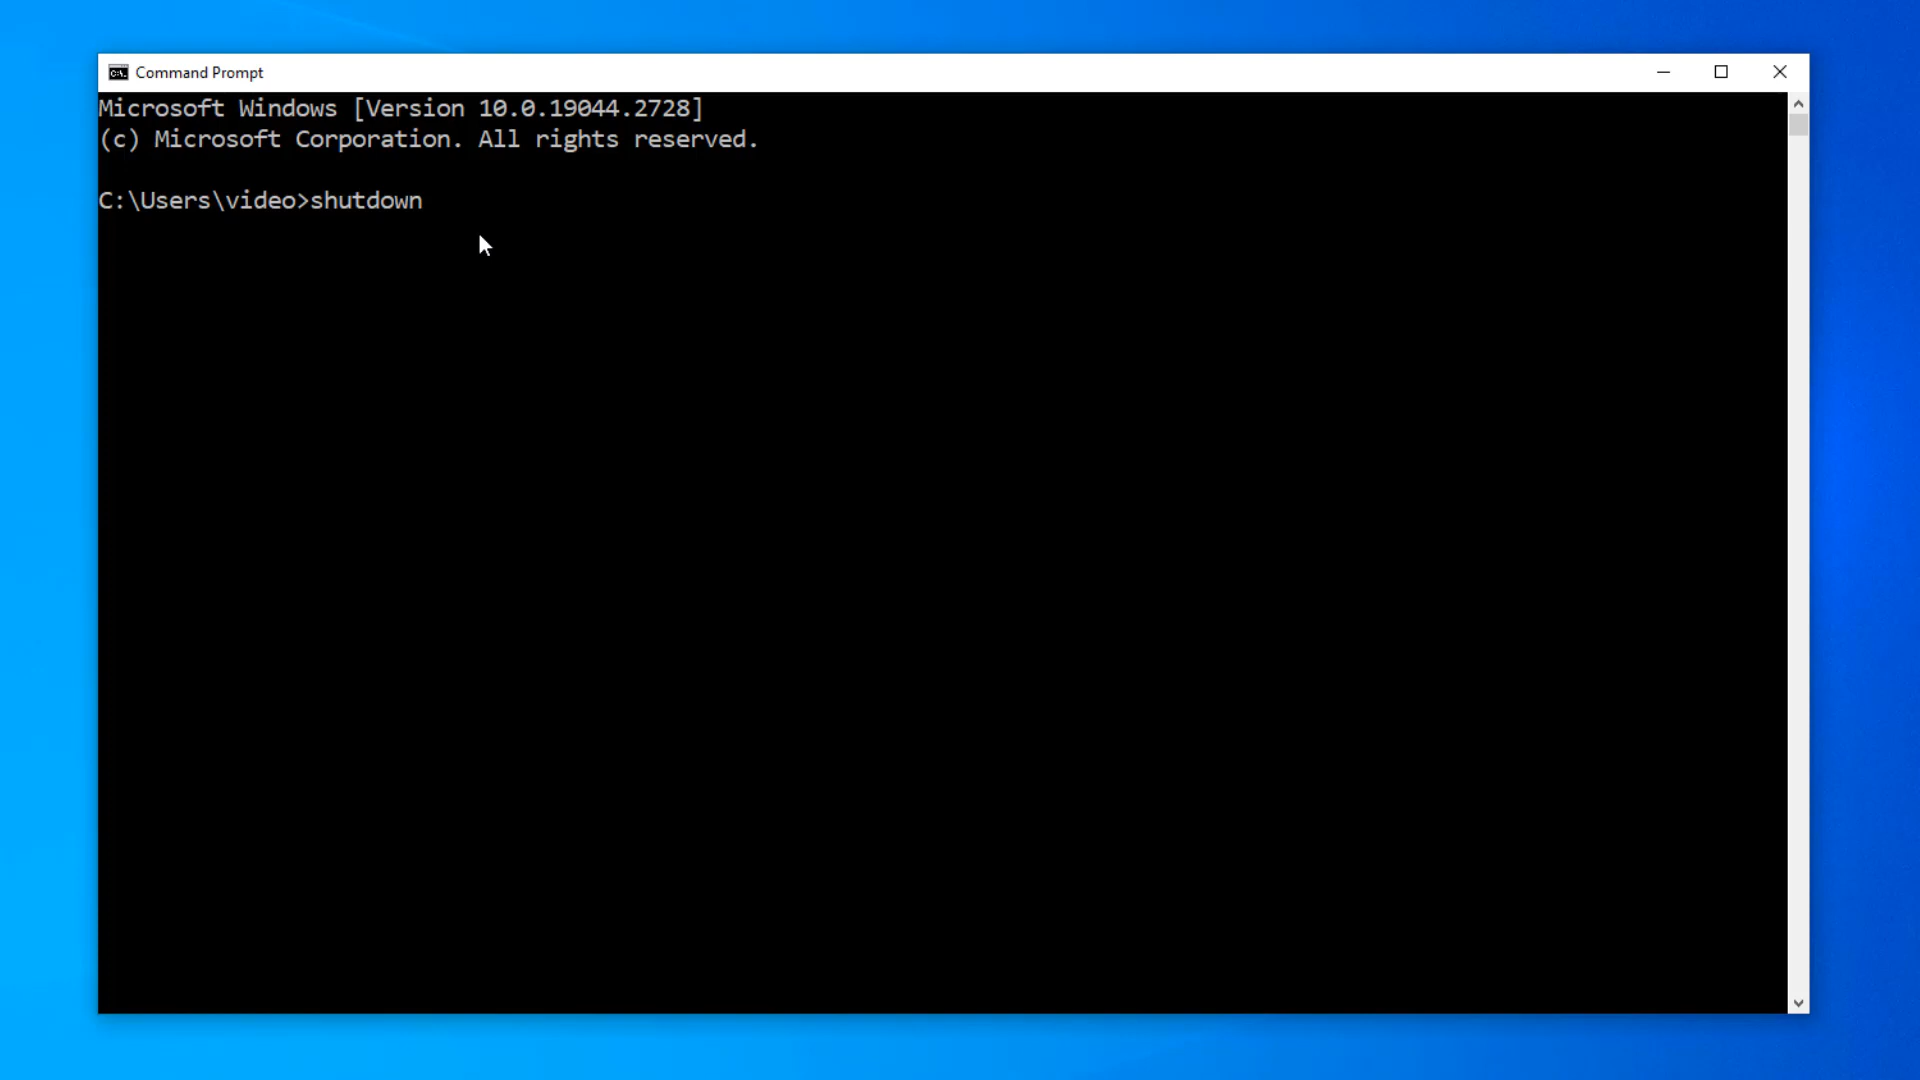 Command Prompt
Microsoft Windows [Version 10.0.19044.2728]
(c) Microsoft Corporation. All rights reserved.
C:\Users\video>shutdown